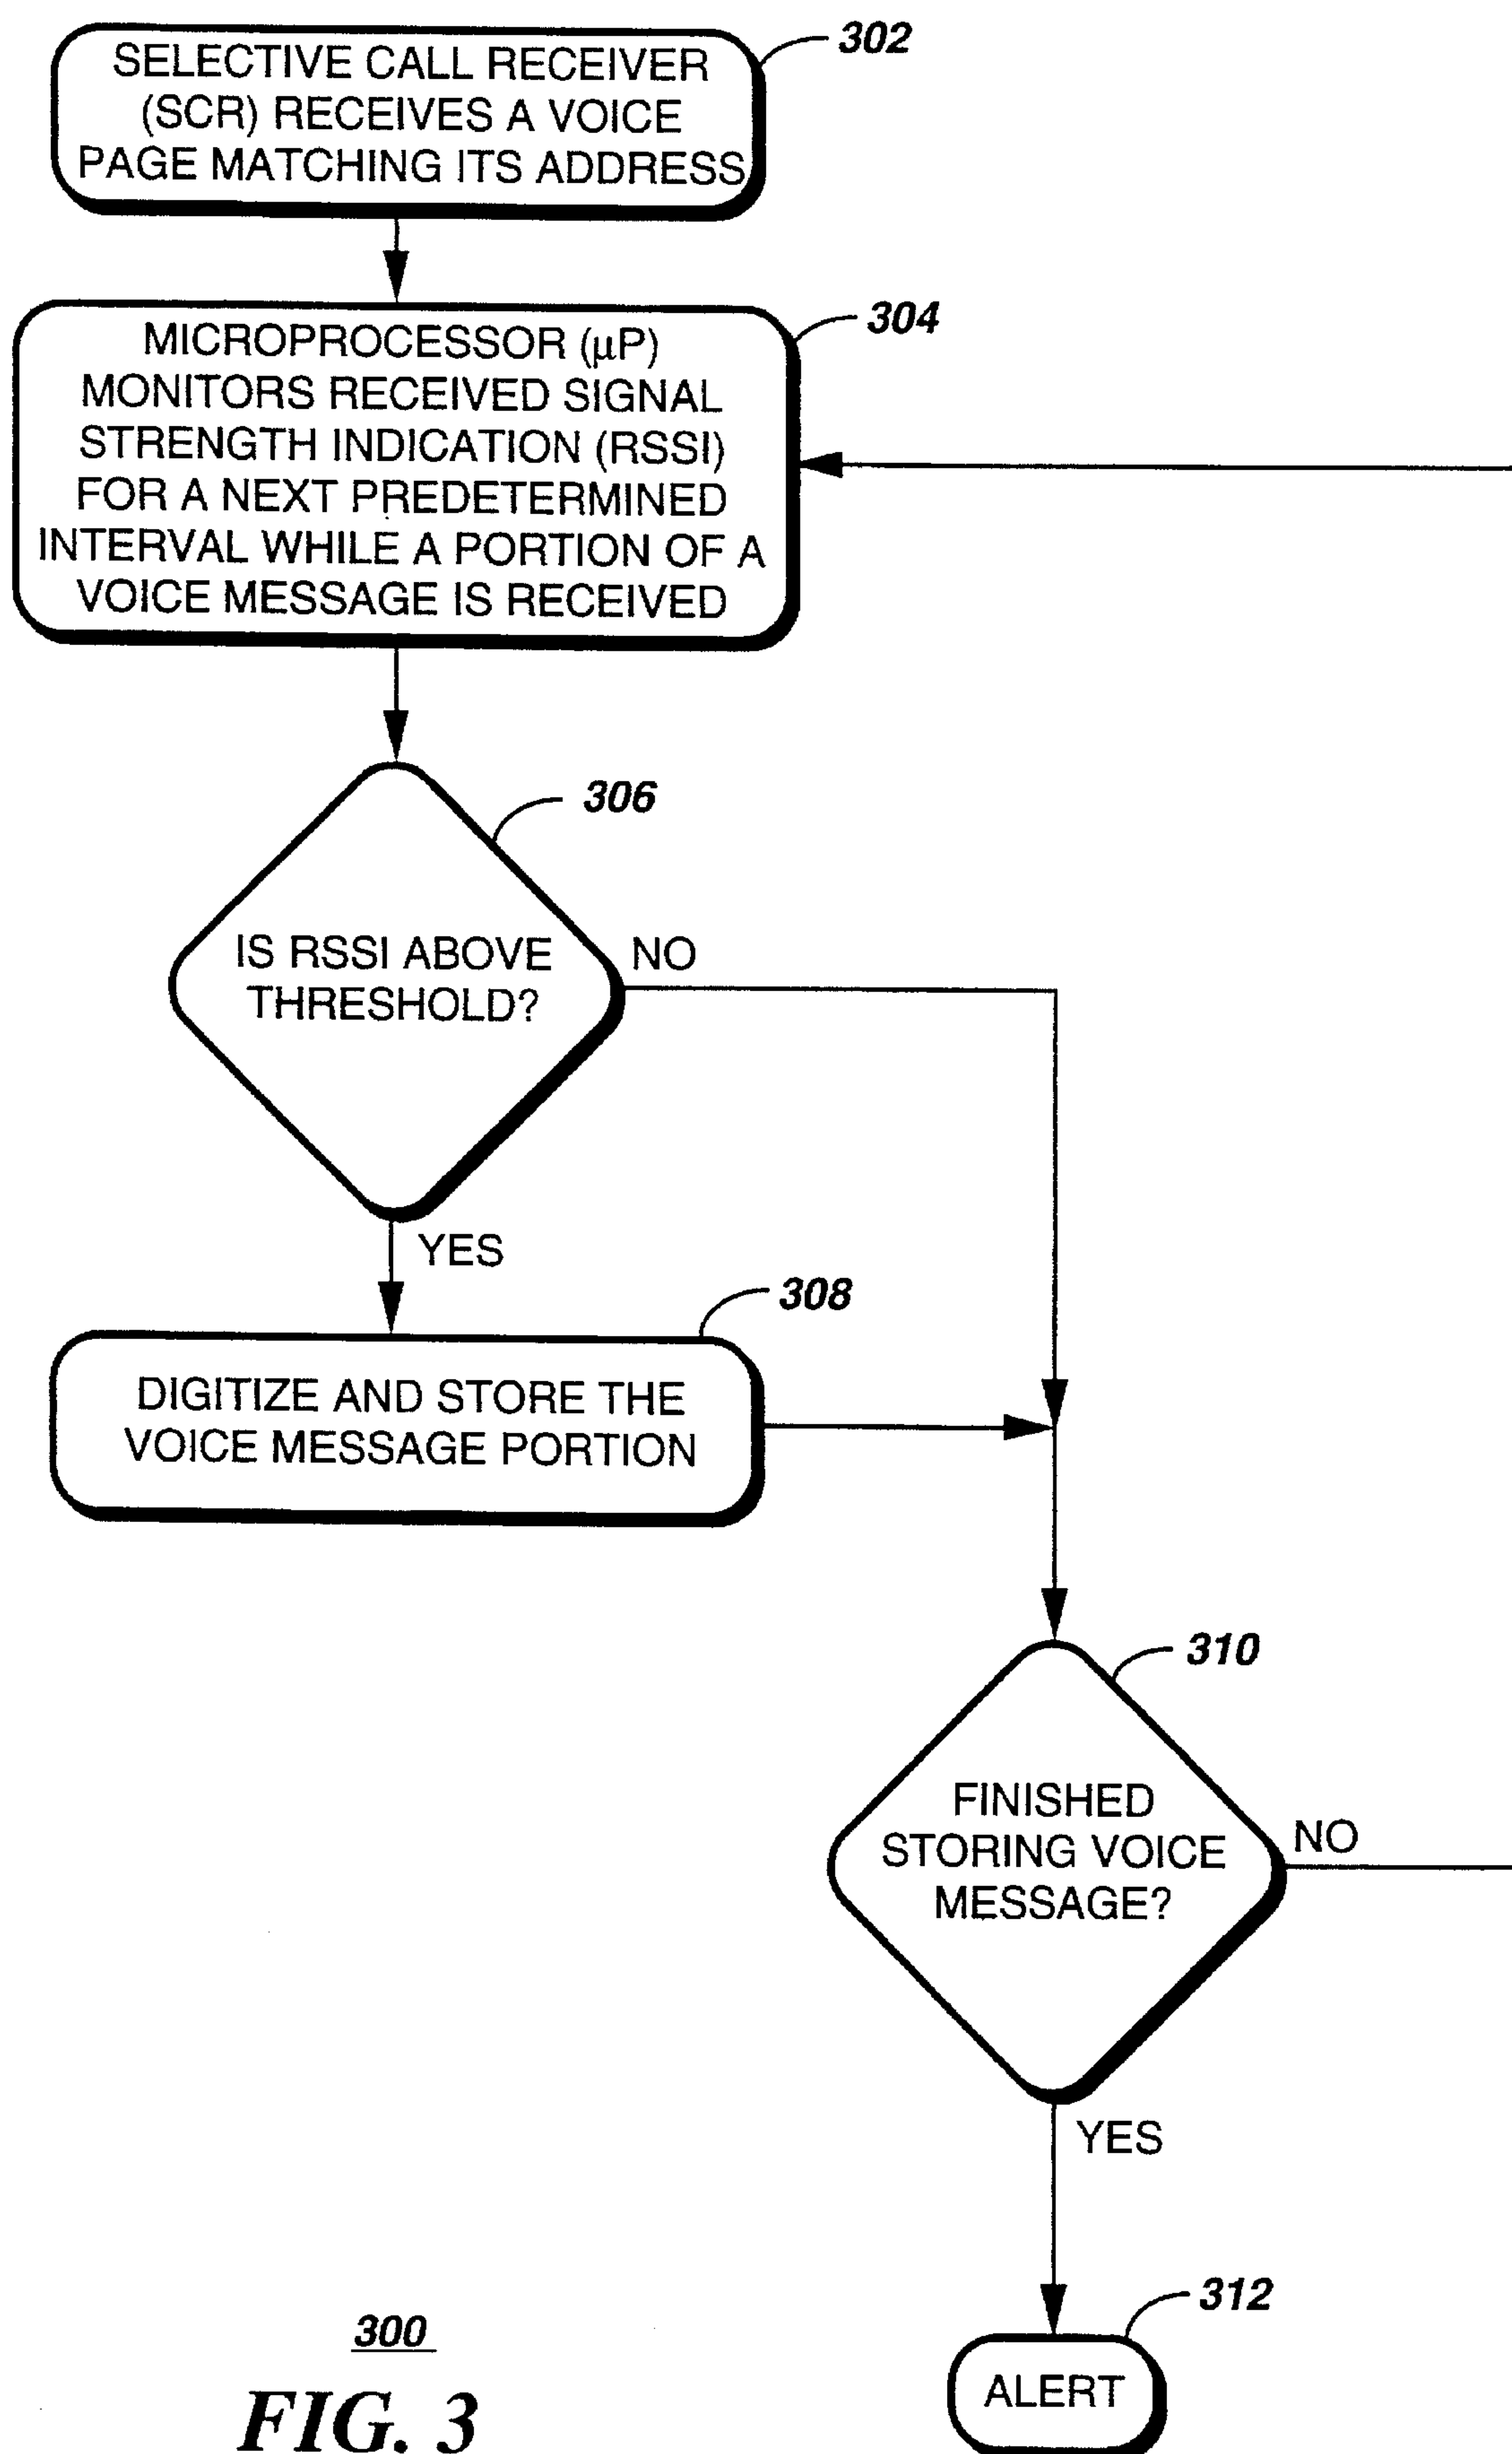 302
SELECTIVE CALL RECEIVER
(SCR) RECEIVES A VOICE
PAGE MATCHING ITS ADDRESS
304
MICROPROCESSOR (µP)
MONITORS RECEIVED SIGNAL
STRENGTH INDICATION (RSSI)
FOR A NEXT PREDETERMINED
INTERVAL WHILE A PORTION OF A
VOICE MESSAGE IS RECEIVED
306
IS RSSI ABOVE
THRESHOLD?
NO
YES
308
DIGITIZE AND STORE THE
VOICE MESSAGE PORTION
310
FINISHED
STORING VOICE
MESSAGE?
NO
YES
312
ALERT
300
FIG. 3